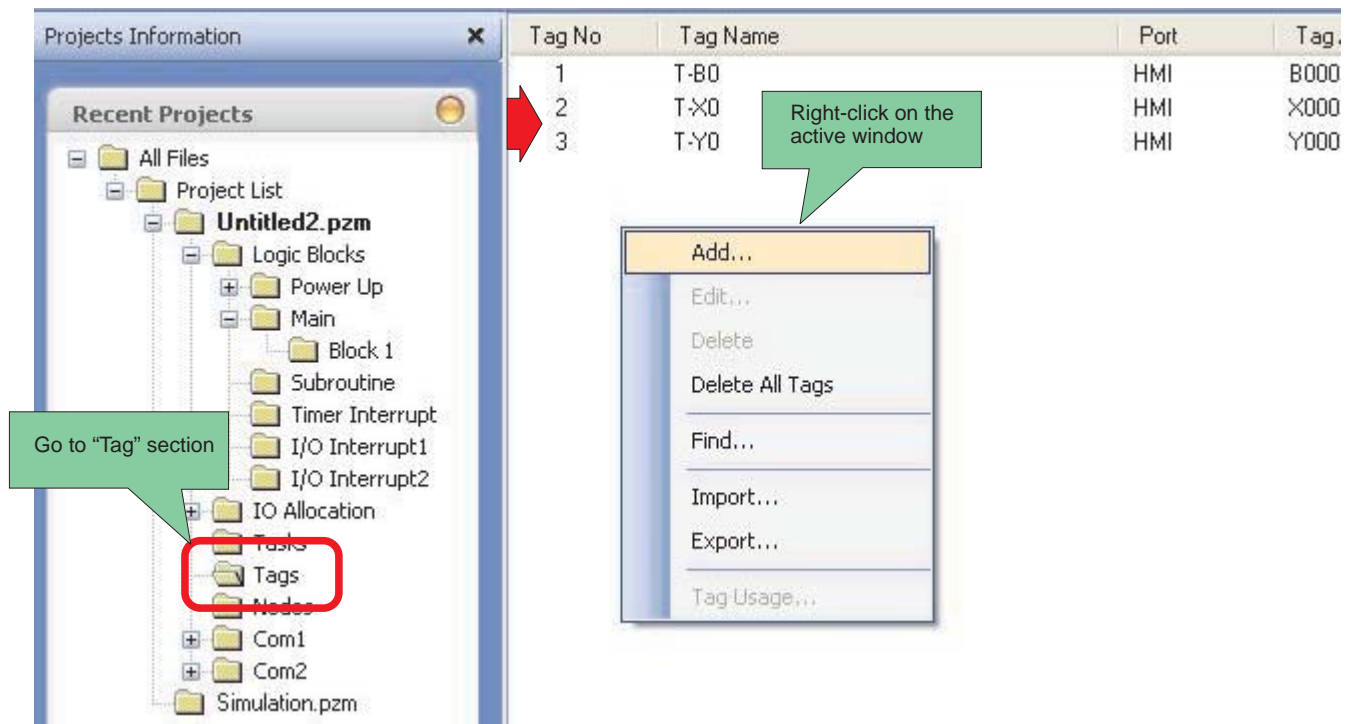 Projects Information
Recent Projects
All Files
Project List
Untitled2.pzm
Logic Blocks
Power Up
Main
Block 1
Subroutine
Timer Interrupt
I/O Interrupt1
I/O Interrupt2
IO Allocation
Tasks
Tags
Nodes
Com1
Com2
Simulation.pzm
Go to “Tag” section
Tag No Tag Name Port Tag
1 T-B0 HMI B000
2 T-X0 HMI X000
3 T-Y0 HMI Y000
Right-click on the
active window
Add...
Edit...
Delete
Delete All Tags
Find...
Import...
Export...
Tag Usage...